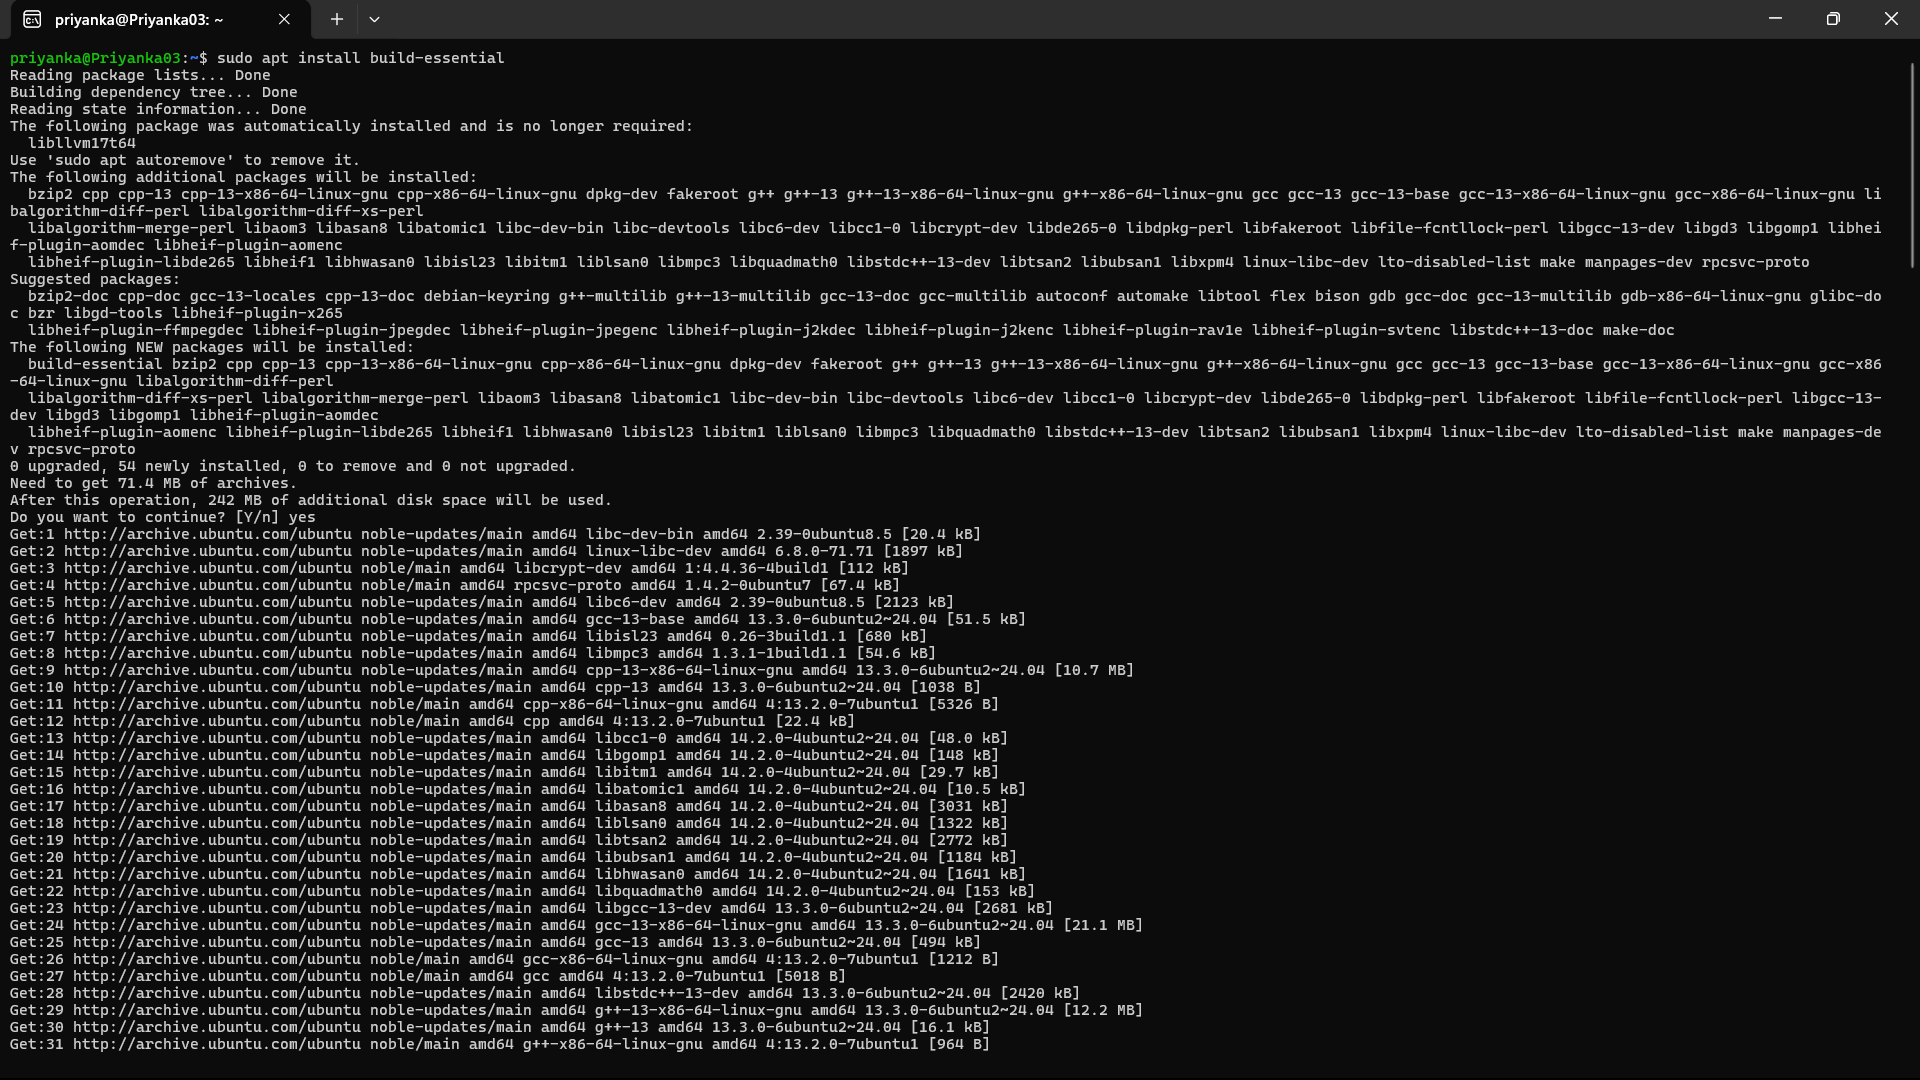 priyanka@Priyanka03: ~
priyanka@Priyanka03:~$ sudo apt install build-essential
Reading package lists... Done
Building dependency tree... Done
Reading state information... Done
The following package was automatically installed and is no longer required:
  libllvm17t64
Use 'sudo apt autoremove' to remove it.
The following additional packages will be installed:
  bzip2 cpp cpp-13 cpp-13-x86-64-linux-gnu cpp-x86-64-linux-gnu dpkg-dev fakeroot g++ g++-13 g++-13-x86-64-linux-gnu g++-x86-64-linux-gnu gcc gcc-13 gcc-13-base gcc-13-x86-64-linux-gnu gcc-x86-64-linux-gnu li
balgorithm-diff-perl libalgorithm-diff-xs-perl
  libalgorithm-merge-perl libaom3 libasan8 libatomic1 libc-dev-bin libc-devtools libc6-dev libcc1-0 libcrypt-dev libde265-0 libdpkg-perl libfakeroot libfile-fcntllock-perl libgcc-13-dev libgd3 libgomp1 libhei
f-plugin-aomdec libheif-plugin-aomenc
  libheif-plugin-libde265 libheif1 libhwasan0 libisl23 libitm1 liblsan0 libmpc3 libquadmath0 libstdc++-13-dev libtsan2 libubsan1 libxpm4 linux-libc-dev lto-disabled-list make manpages-dev rpcsvc-proto
Suggested packages:
  bzip2-doc cpp-doc gcc-13-locales cpp-13-doc debian-keyring g++-multilib g++-13-multilib gcc-13-doc gcc-multilib autoconf automake libtool flex bison gdb gcc-doc gcc-13-multilib gdb-x86-64-linux-gnu glibc-do
c bzr libgd-tools libheif-plugin-x265
  libheif-plugin-ffmpegdec libheif-plugin-jpegdec libheif-plugin-jpegenc libheif-plugin-j2kdec libheif-plugin-j2kenc libheif-plugin-rav1e libheif-plugin-svtenc libstdc++-13-doc make-doc
The following NEW packages will be installed:
  build-essential bzip2 cpp cpp-13 cpp-13-x86-64-linux-gnu cpp-x86-64-linux-gnu dpkg-dev fakeroot g++ g++-13 g++-13-x86-64-linux-gnu g++-x86-64-linux-gnu gcc gcc-13 gcc-13-base gcc-13-x86-64-linux-gnu gcc-x86
-64-linux-gnu libalgorithm-diff-perl
  libalgorithm-diff-xs-perl libalgorithm-merge-perl libaom3 libasan8 libatomic1 libc-dev-bin libc-devtools libc6-dev libcc1-0 libcrypt-dev libde265-0 libdpkg-perl libfakeroot libfile-fcntllock-perl libgcc-13-
dev libgd3 libgomp1 libheif-plugin-aomdec
  libheif-plugin-aomenc libheif-plugin-libde265 libheif1 libhwasan0 libisl23 libitm1 liblsan0 libmpc3 libquadmath0 libstdc++-13-dev libtsan2 libubsan1 libxpm4 linux-libc-dev lto-disabled-list make manpages-de
v rpcsvc-proto
0 upgraded, 54 newly installed, 0 to remove and 0 not upgraded.
Need to get 71.4 MB of archives.
After this operation, 242 MB of additional disk space will be used.
Do you want to continue? [Y/n] yes
Get:1 http://archive.ubuntu.com/ubuntu noble-updates/main amd64 libc-dev-bin amd64 2.39-0ubuntu8.5 [20.4 kB]
Get:2 http://archive.ubuntu.com/ubuntu noble-updates/main amd64 linux-libc-dev amd64 6.8.0-71.71 [1897 kB]
Get:3 http://archive.ubuntu.com/ubuntu noble/main amd64 libcrypt-dev amd64 1:4.4.36-4build1 [112 kB]
Get:4 http://archive.ubuntu.com/ubuntu noble/main amd64 rpcsvc-proto amd64 1.4.2-0ubuntu7 [67.4 kB]
Get:5 http://archive.ubuntu.com/ubuntu noble-updates/main amd64 libc6-dev amd64 2.39-0ubuntu8.5 [2123 kB]
Get:6 http://archive.ubuntu.com/ubuntu noble-updates/main amd64 gcc-13-base amd64 13.3.0-6ubuntu2~24.04 [51.5 kB]
Get:7 http://archive.ubuntu.com/ubuntu noble-updates/main amd64 libisl23 amd64 0.26-3build1.1 [680 kB]
Get:8 http://archive.ubuntu.com/ubuntu noble-updates/main amd64 libmpc3 amd64 1.3.1-1build1.1 [54.6 kB]
Get:9 http://archive.ubuntu.com/ubuntu noble-updates/main amd64 cpp-13-x86-64-linux-gnu amd64 13.3.0-6ubuntu2~24.04 [10.7 MB]
Get:10 http://archive.ubuntu.com/ubuntu noble-updates/main amd64 cpp-13 amd64 13.3.0-6ubuntu2~24.04 [1038 B]
Get:11 http://archive.ubuntu.com/ubuntu noble/main amd64 cpp-x86-64-linux-gnu amd64 4:13.2.0-7ubuntu1 [5326 B]
Get:12 http://archive.ubuntu.com/ubuntu noble/main amd64 cpp amd64 4:13.2.0-7ubuntu1 [22.4 kB]
Get:13 http://archive.ubuntu.com/ubuntu noble-updates/main amd64 libcc1-0 amd64 14.2.0-4ubuntu2~24.04 [48.0 kB]
Get:14 http://archive.ubuntu.com/ubuntu noble-updates/main amd64 libgomp1 amd64 14.2.0-4ubuntu2~24.04 [148 kB]
Get:15 http://archive.ubuntu.com/ubuntu noble-updates/main amd64 libitm1 amd64 14.2.0-4ubuntu2~24.04 [29.7 kB]
Get:16 http://archive.ubuntu.com/ubuntu noble-updates/main amd64 libatomic1 amd64 14.2.0-4ubuntu2~24.04 [10.5 kB]
Get:17 http://archive.ubuntu.com/ubuntu noble-updates/main amd64 libasan8 amd64 14.2.0-4ubuntu2~24.04 [3031 kB]
Get:18 http://archive.ubuntu.com/ubuntu noble-updates/main amd64 liblsan0 amd64 14.2.0-4ubuntu2~24.04 [1322 kB]
Get:19 http://archive.ubuntu.com/ubuntu noble-updates/main amd64 libtsan2 amd64 14.2.0-4ubuntu2~24.04 [2772 kB]
Get:20 http://archive.ubuntu.com/ubuntu noble-updates/main amd64 libubsan1 amd64 14.2.0-4ubuntu2~24.04 [1184 kB]
Get:21 http://archive.ubuntu.com/ubuntu noble-updates/main amd64 libhwasan0 amd64 14.2.0-4ubuntu2~24.04 [1641 kB]
Get:22 http://archive.ubuntu.com/ubuntu noble-updates/main amd64 libquadmath0 amd64 14.2.0-4ubuntu2~24.04 [153 kB]
Get:23 http://archive.ubuntu.com/ubuntu noble-updates/main amd64 libgcc-13-dev amd64 13.3.0-6ubuntu2~24.04 [2681 kB]
Get:24 http://archive.ubuntu.com/ubuntu noble-updates/main amd64 gcc-13-x86-64-linux-gnu amd64 13.3.0-6ubuntu2~24.04 [21.1 MB]
Get:25 http://archive.ubuntu.com/ubuntu noble-updates/main amd64 gcc-13 amd64 13.3.0-6ubuntu2~24.04 [494 kB]
Get:26 http://archive.ubuntu.com/ubuntu noble/main amd64 gcc-x86-64-linux-gnu amd64 4:13.2.0-7ubuntu1 [1212 B]
Get:27 http://archive.ubuntu.com/ubuntu noble/main amd64 gcc amd64 4:13.2.0-7ubuntu1 [5018 B]
Get:28 http://archive.ubuntu.com/ubuntu noble-updates/main amd64 libstdc++-13-dev amd64 13.3.0-6ubuntu2~24.04 [2420 kB]
Get:29 http://archive.ubuntu.com/ubuntu noble-updates/main amd64 g++-13-x86-64-linux-gnu amd64 13.3.0-6ubuntu2~24.04 [12.2 MB]
Get:30 http://archive.ubuntu.com/ubuntu noble-updates/main amd64 g++-13 amd64 13.3.0-6ubuntu2~24.04 [16.1 kB]
Get:31 http://archive.ubuntu.com/ubuntu noble/main amd64 g++-x86-64-linux-gnu amd64 4:13.2.0-7ubuntu1 [964 B]